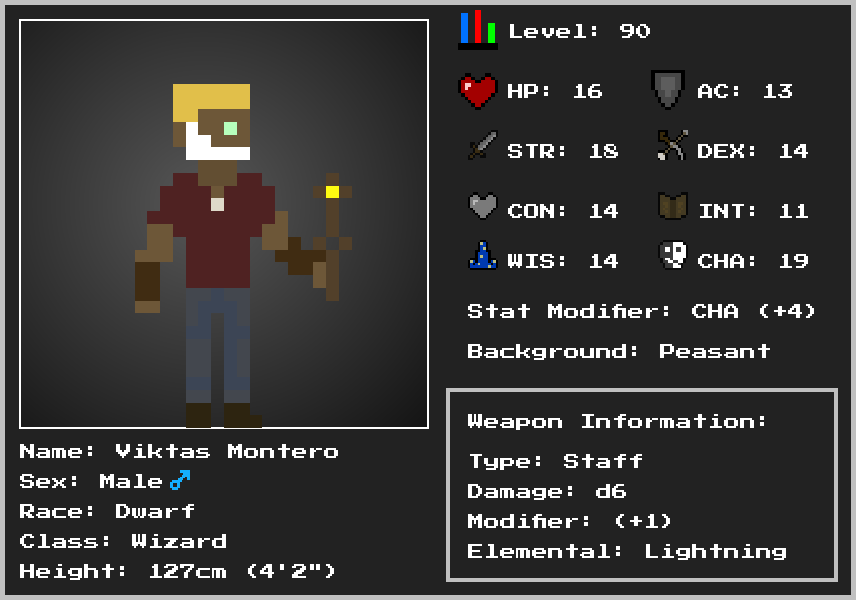 Level: 90
HP: 16
AC: 13
STR: 18
DEX: 14
CON: 14
INT: 11
WIS: 14
CHA: 19
Stat Modifier: CHA (+4)
Background: Peasant
Weapon Information:
Type: Staff
Damage: d6
Modifier: (+1)
Elemental: Lightning
Name: Viktas Montero
Sex: Male♂
Race: Dwarf
Class: Wizard
Height: 127cm (4'2")